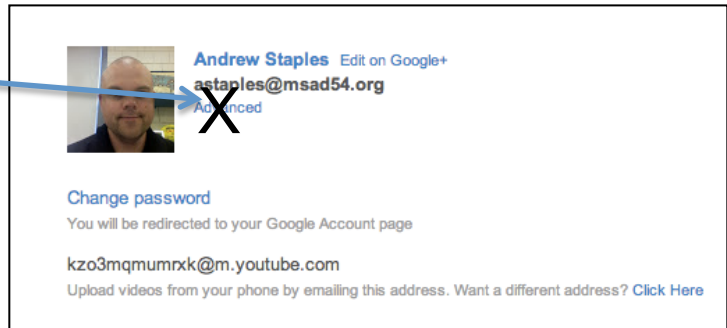 Andrew Staples Edit on Google+
astaples@msad54.org
Advanced
X
Change password
You will be redirected to your Google Account page
kzo3mqmumrxk@m.youtube.com
Upload videos from your phone by emailing this address. Want a different address? Click Here